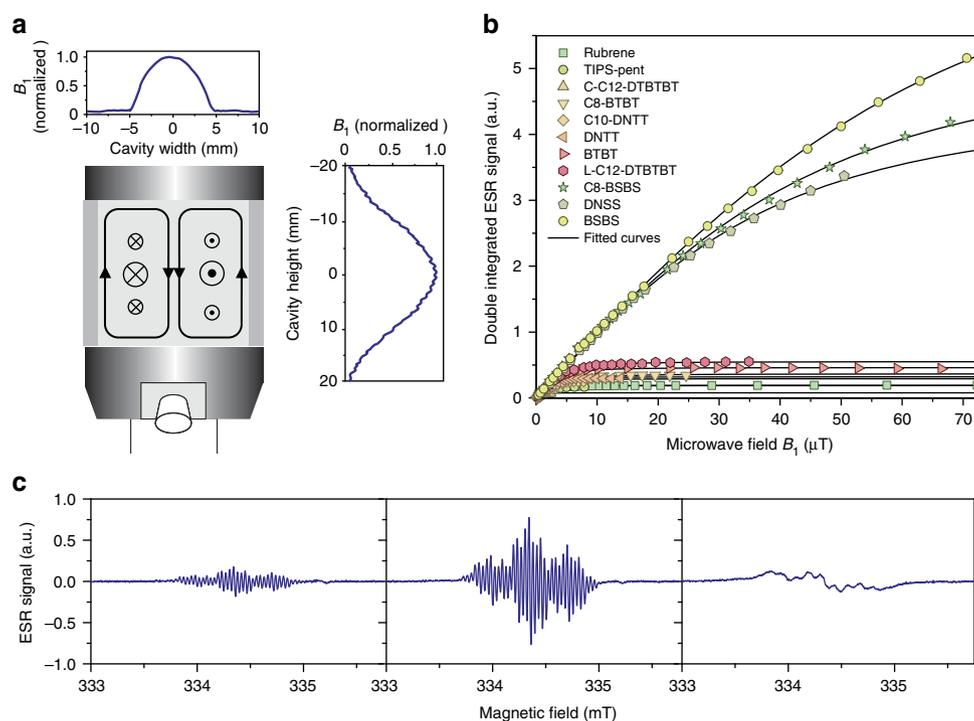 a
B1 (normalized )
1.0
0.5
0
−10
−5
0
5
10
Cavity width (mm)
B1 (normalized )
0
0.5
1.0
−20
−10
0
10
20
Cavity height (mm)
b
Double integrated ESR signal (a.u.)
5
4
3
2
1
0
Rubrene
TIPS-pent
C-C12-DTBTBT
C8-BTBT
C10-DNTT
DNTT
BTBT
L-C12-DTBTBT
C8-BSBS
DNSS
BSBS
Fitted curves
0
10
20
30
40
50
60
70
Microwave field B1 (μT)
c
ESR signal (a.u.)
1.0
0.5
0.0
−0.5
−1.0
333
334
335
333
334
335
333
334
335
Magnetic field (mT)